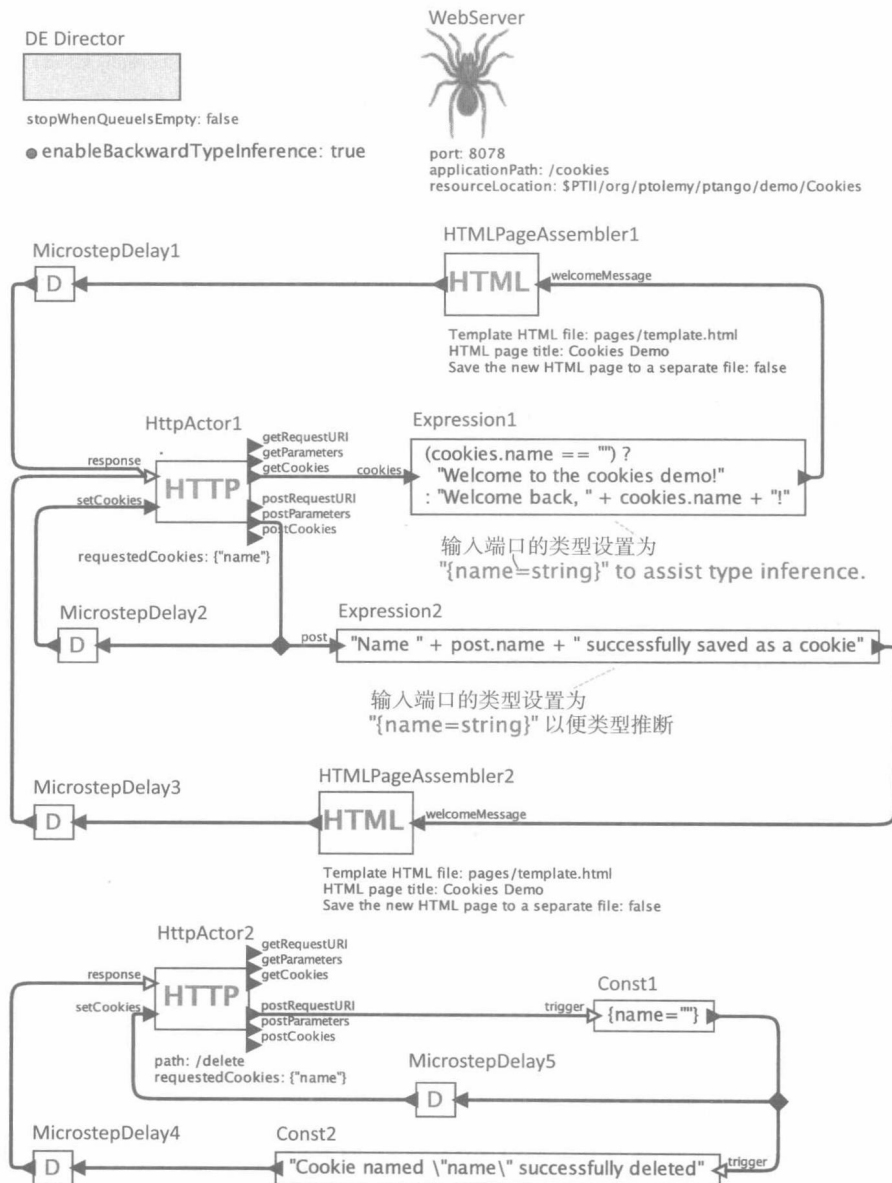 DE Director
stopWhenQueueIsEmpty: false
enableBackwardTypeInference: true
WebServer
port: 8078
applicationPath: /cookies
resourceLocation: $PTII/org/ptolemy/ptango/demo/Cookies
MicrostepDelay1
D
HTMLPageAssembler1
HTML
welcomeMessage
Template HTML file: pages/template.html
HTML page title: Cookies Demo
Save the new HTML page to a separate file: false
HttpActor1
response
setCookies
HTTP
getRequestURI
getParameters
getCookies
postRequestURI
postParameters
postCookies
requestedCookies: {"name"}
cookies
Expression1
(cookies.name == "") ?
"Welcome to the cookies demo!"
: "Welcome back, " + cookies.name + "!"
输入端口的类型设置为
"{name=string}" to assist type inference.
MicrostepDelay2
D
post
Expression2
"Name " + post.name + " successfully saved as a cookie"
输入端口的类型设置为
"{name=string}" 以便类型推断
MicrostepDelay3
D
HTMLPageAssembler2
HTML
welcomeMessage
Template HTML file: pages/template.html
HTML page title: Cookies Demo
Save the new HTML page to a separate file: false
HttpActor2
response
setCookies
HTTP
getRequestURI
getParameters
getCookies
postRequestURI
postParameters
postCookies
path: /delete
requestedCookies: {"name"}
trigger
Const1
{name=""}
MicrostepDelay5
D
MicrostepDelay4
D
Const2
"Cookie named \"name\" successfully deleted"
trigger